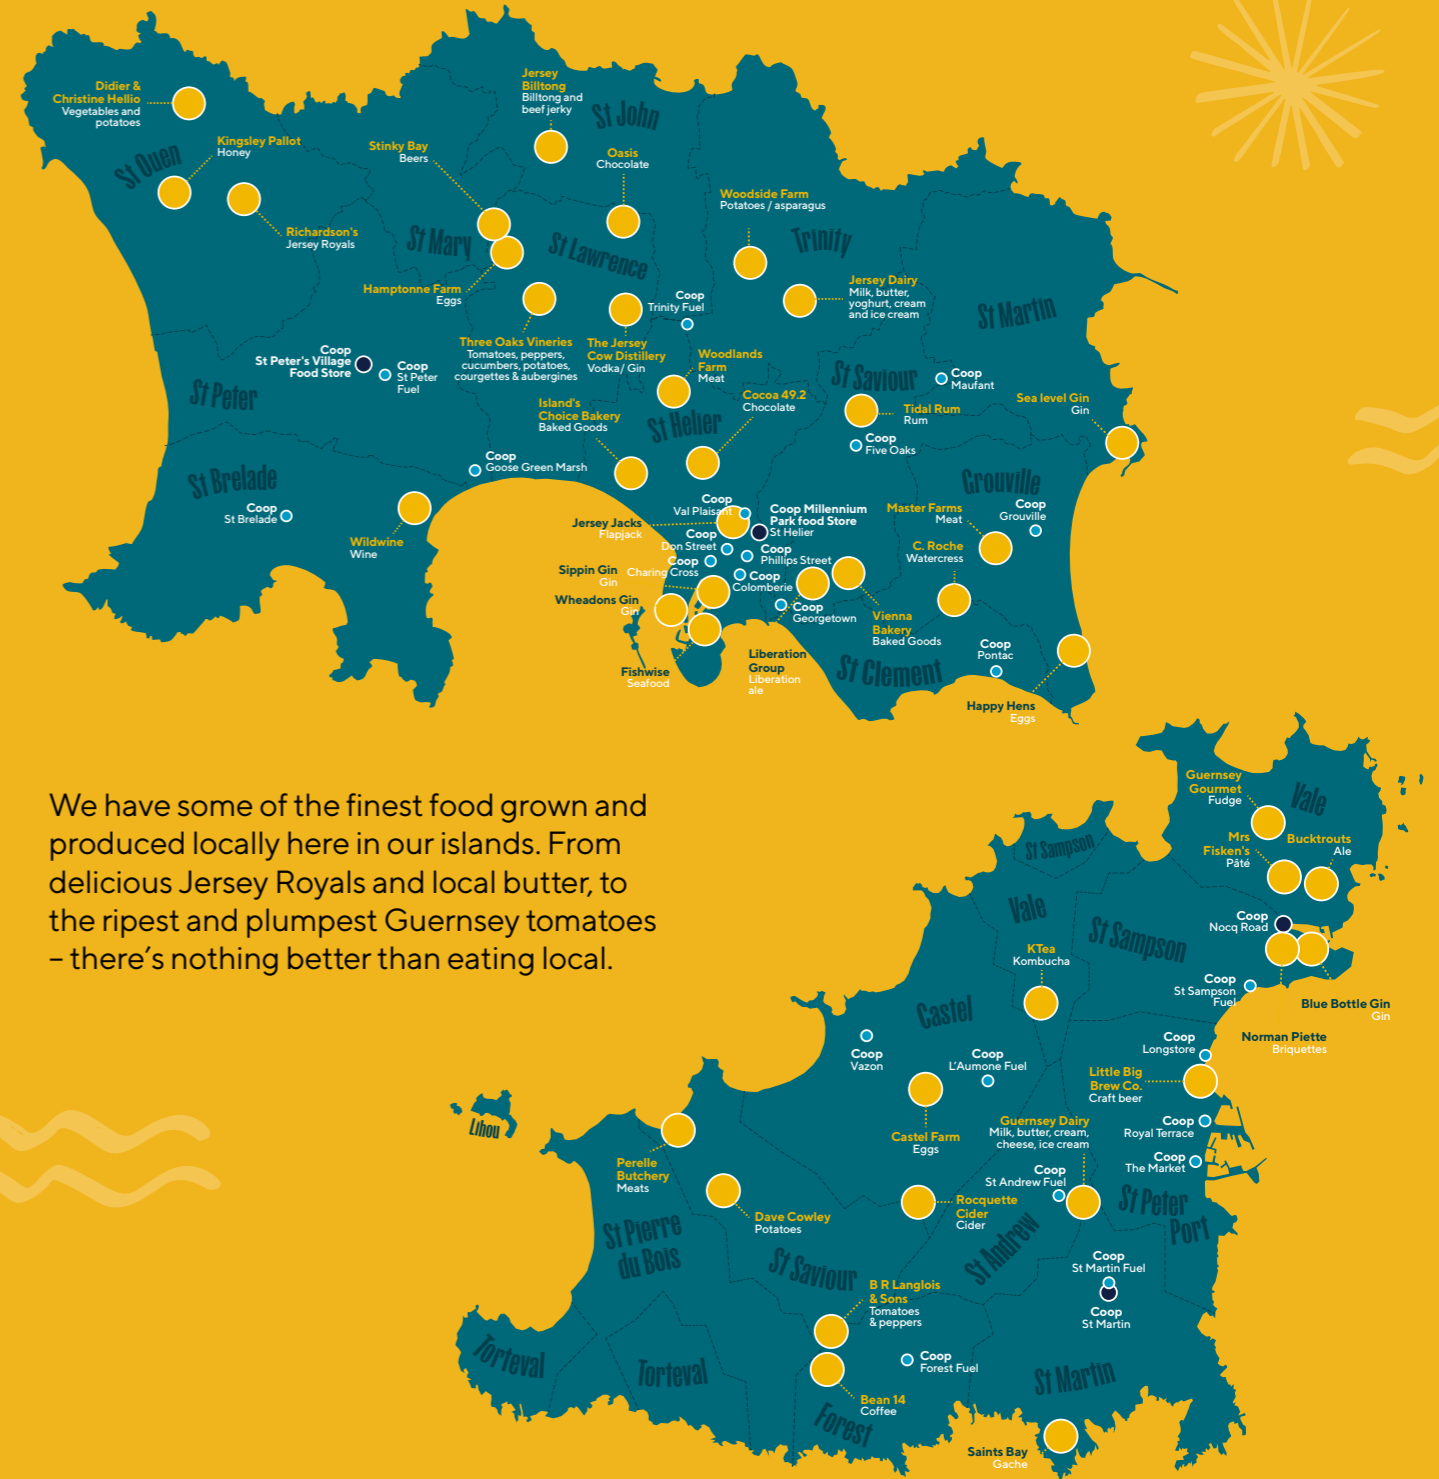 Didier &
Christine Hellio
Vegetables and
potatoes
St Ouen
Kingsley Pallot
Honey
Richardson's
Jersey Royals
Stinky Bay
Beers
Jersey
Billtong
Billtong and
beef jerky
St John
Oasis
Chocolate
Woodside Farm
Potatoes / asparagus
Trinity
St Mary
St Lawrence
Hamptonne Farm
Eggs
Jersey Dairy
Milk, butter,
yoghurt, cream
and ice cream
St Martin
Coop
Trinity Fuel
Three Oaks Vineries
Tomatoes, peppers,
cucumbers, potatoes,
courgettes & aubergines
The Jersey
Cow Distillery
Vodka/ Gin
Woodlands
Farm
Meat
Coop
St Peter's Village
Food Store
Coop
St Peter
Fuel
St Peter
Island's
Choice Bakery
Baked Goods
St Helier
Cocoa 49.2
Chocolate
St Saviour
Coop
Maufant
Tidal Rum
Rum
Sea level Gin
Gin
Coop
Five Oaks
Coop
Goose Green Marsh
St Brelade
Coop
St Brelade
Wildwine
Wine
Grouville
Coop
Grouville
Master Farms
Meat
C. Roche
Watercress
Coop
Val Plaisant
Coop Millennium
Park food Store
St Helier
Jersey Jacks
Flapjack
Coop
Don Street
Coop
Phillips Street
Coop
Charing Cross
Coop
Colomberie
Sippin Gin
Gin
Wheadons Gin
Gin
Coop
Georgetown
Vienna
Bakery
Baked Goods
Fishwise
Seafood
Liberation
Group
Liberation
ale
St Clement
Coop
Pontac
Happy Hens
Eggs
We have some of the finest food grown and
produced locally here in our islands. From
delicious Jersey Royals and local butter, to
the ripest and plumpest Guernsey tomatoes
– there's nothing better than eating local.
Guernsey
Gourmet
Fudge
Vale
Mrs
Fisken's
Pâté
Bucktrouts
Ale
St Sampson
Vale
St Sampson
Coop
Nocq Road
KTea
Kombucha
Coop
St Sampson
Fuel
Blue Bottle Gin
Gin
Norman Piette
Briquettes
Castel
Coop
Vazon
Coop
L'Aumone Fuel
Coop
Longstore
Little Big
Brew Co.
Craft beer
Lihou
Castel Farm
Eggs
Guernsey Dairy
Milk, butter, cream,
cheese, ice cream
Coop
Royal Terrace
Coop
The Market
Perelle
Butchery
Meats
Coop
St Andrew Fuel
Dave Cowley
Potatoes
Rocquette
Cider
Cider
St Peter
Port
St Pierre
du Bois
St Saviour
St Andrew
Coop
St Martin Fuel
Coop
St Martin
B R Langlois
& Sons
Tomatoes
& peppers
Torteval
Torteval
Coop
Forest Fuel
St Martin
Bean 14
Coffee
Forest
Saints Bay
Gache